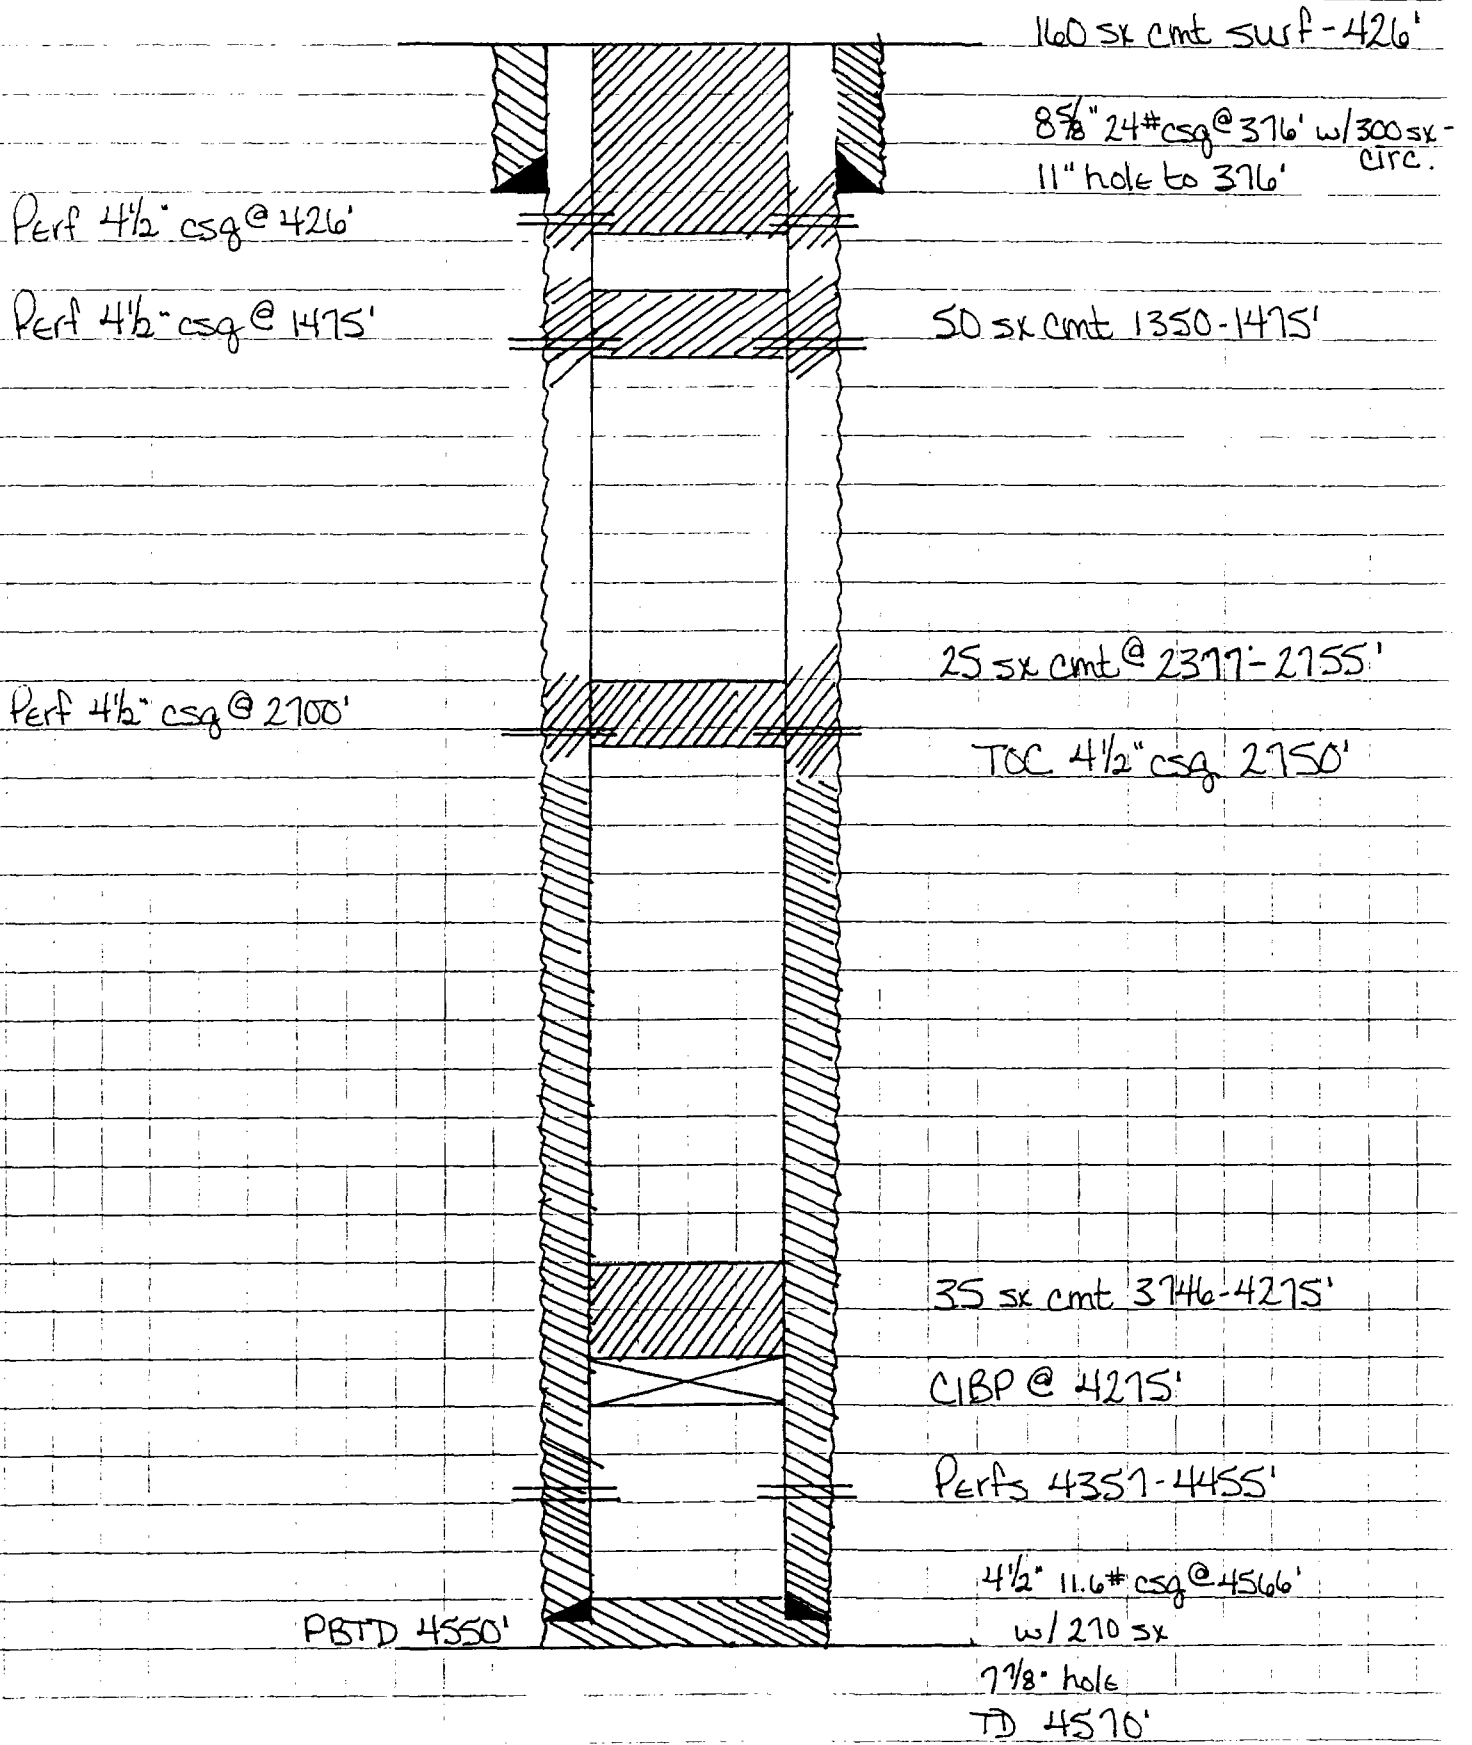 160 sx cmt surf-426'
8⅝" 24# csg @ 376' w/300 sx-
circ.
11" hole to 376'
Perf 4½" csg @ 426'
Perf 4½" csg @ 1475'
50 sx cmt 1350-1475'
25 sx cmt @ 2377'-2755'
Perf 4½" csg @ 2700'
TOC 4½" csg 2750'
35 sx cmt 3746-4275'
CIBP @ 4275'
Perfs 4357-4455'
4½" 11.6# csg @ 4566'
PBTD 4550'
w/ 270 sx
7⅞" hole
TD 4570'